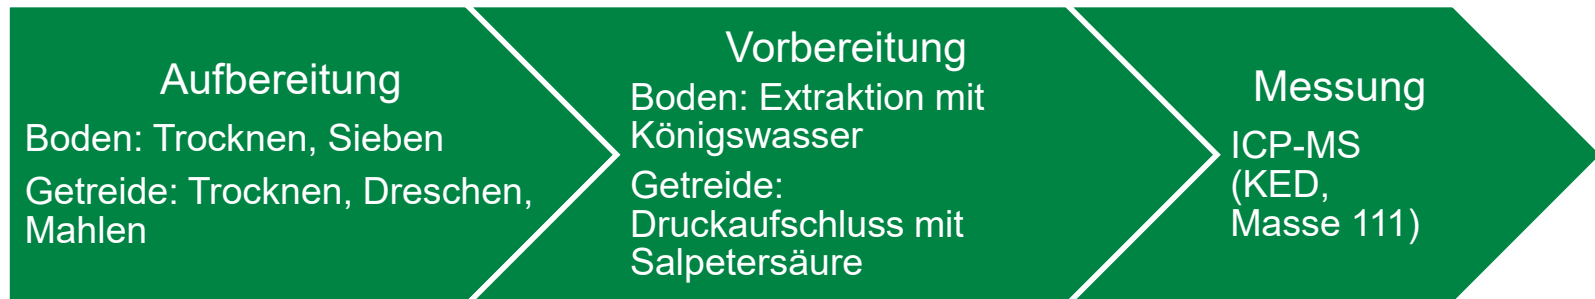 Aufbereitung
Boden: Trocknen, Sieben
Getreide: Trocknen, Dreschen,
Mahlen
Vorbereitung
Boden: Extraktion mit
Königswasser
Getreide:
Druckaufschluss mit
Salpetersäure
Messung
ICP-MS
(KED,
Masse 111)